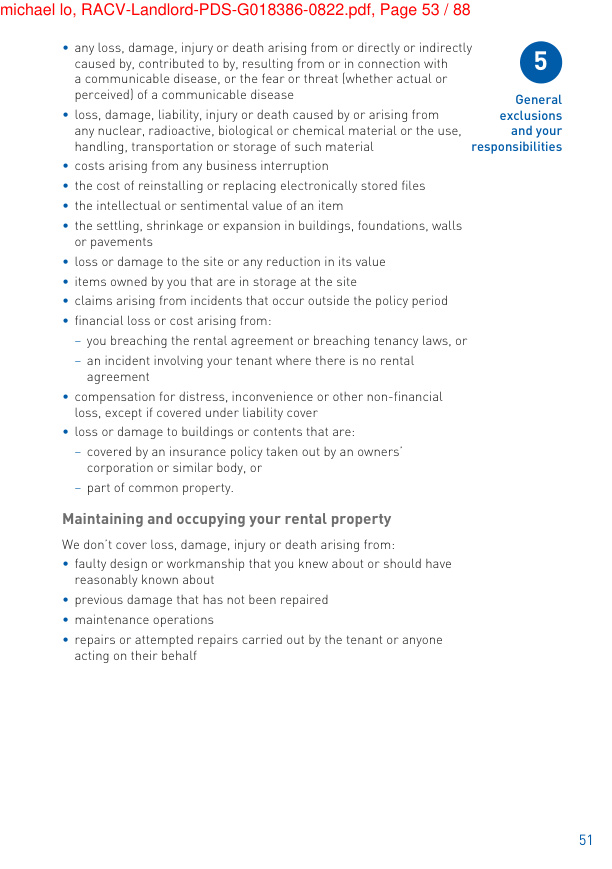 michael lo, RACV-Landlord-PDS-G018386-0822.pdf, Page 53 / 88
• any loss, damage, injury or death arising from or directly or indirectly
caused by, contributed to by, resulting from or in connection with
a communicable disease, or the fear or threat (whether actual or
perceived) of a communicable disease
• loss, damage, liability, injury or death caused by or arising from
any nuclear, radioactive, biological or chemical material or the use,
handling, transportation or storage of such material
• costs arising from any business interruption
• the cost of reinstalling or replacing electronically stored files
• the intellectual or sentimental value of an item
• the settling, shrinkage or expansion in buildings, foundations, walls
or pavements
• loss or damage to the site or any reduction in its value
• items owned by you that are in storage at the site
• claims arising from incidents that occur outside the policy period
• financial loss or cost arising from:
– you breaching the rental agreement or breaching tenancy laws, or
– an incident involving your tenant where there is no rental
agreement
• compensation for distress, inconvenience or other non-financial
loss, except if covered under liability cover
• loss or damage to buildings or contents that are:
– covered by an insurance policy taken out by an owners'
corporation or similar body, or
– part of common property.
Maintaining and occupying your rental property
We don't cover loss, damage, injury or death arising from:
• faulty design or workmanship that you knew about or should have
reasonably known about
• previous damage that has not been repaired
• maintenance operations
• repairs or attempted repairs carried out by the tenant or anyone
acting on their behalf
5
General
exclusions
and your
responsibilities
51